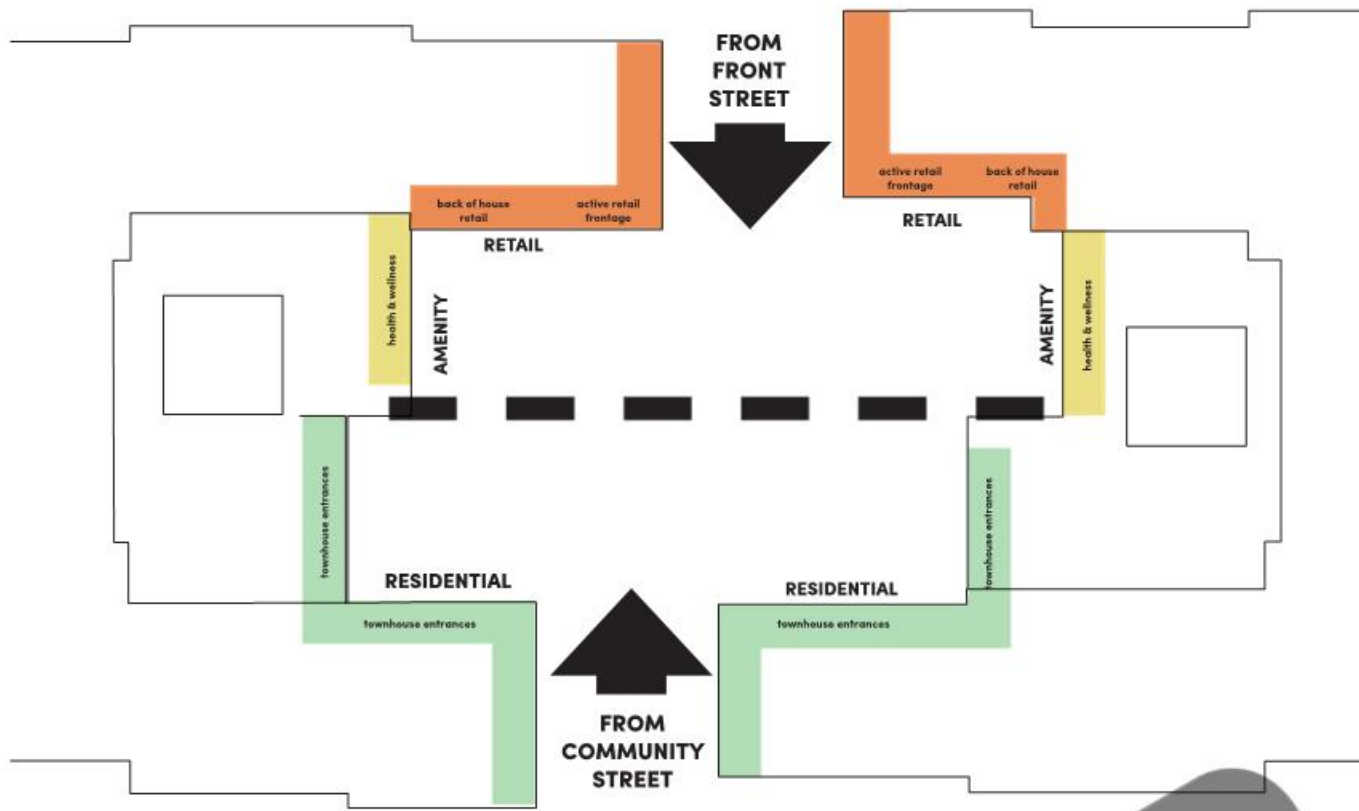 FROM
FRONT
STREET
back of house
retail
active retail
frontage
RETAIL
active retail
frontage
back of house
retail
RETAIL
health & wellness
AMENITY
AMENITY
health & wellness
townhouse entrances
RESIDENTIAL
townhouse entrances
RESIDENTIAL
townhouse entrances
townhouse entrances
FROM
COMMUNITY
STREET